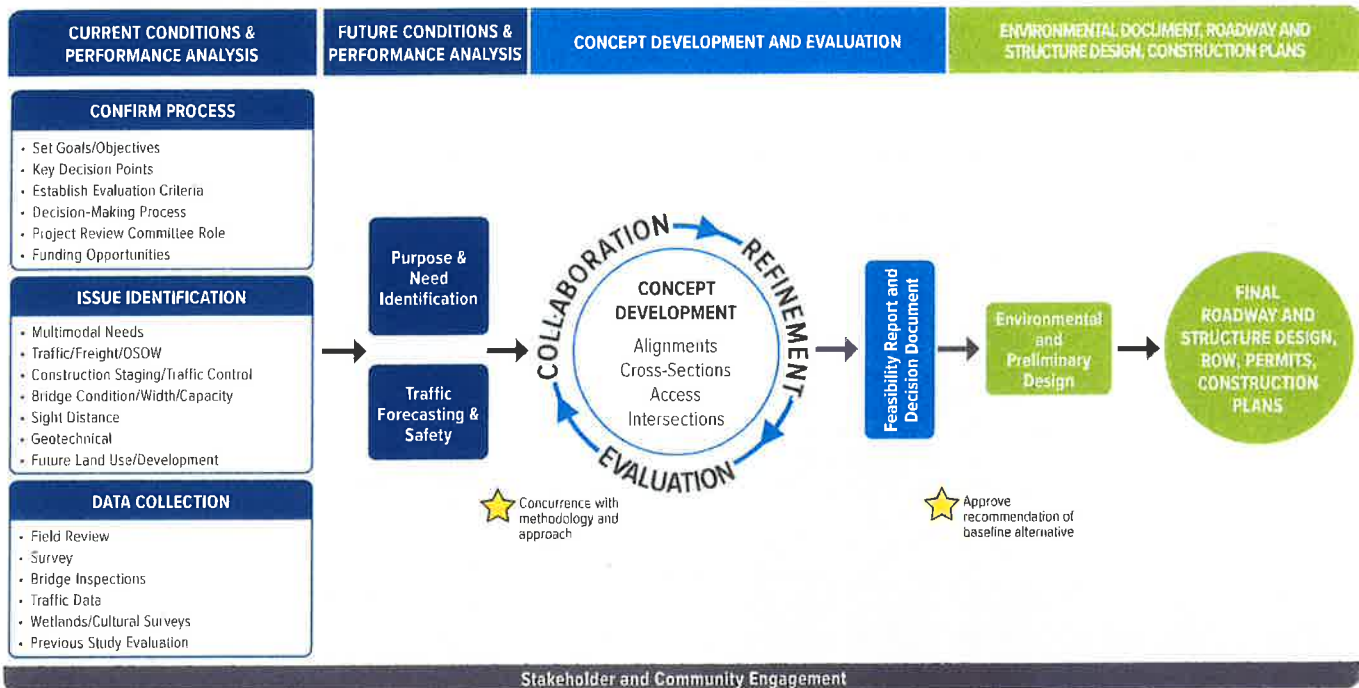 CURRENT CONDITIONS &
PERFORMANCE ANALYSIS
FUTURE CONDITIONS &
PERFORMANCE ANALYSIS
CONCEPT DEVELOPMENT AND EVALUATION
ENVIRONMENTAL DOCUMENT, ROADWAY AND
STRUCTURE DESIGN, CONSTRUCTION PLANS
CONFIRM PROCESS
• Set Goals/Objectives
• Key Decision Points
• Establish Evaluation Criteria
• Decision-Making Process
• Project Review Committee Role
• Funding Opportunities
ISSUE IDENTIFICATION
• Multimodal Needs
• Traffic/Freight/OSOW
• Construction Staging/Traffic Control
• Bridge Condition/Width/Capacity
• Sight Distance
• Geotechnical
• Future Land Use/Development
DATA COLLECTION
• Field Review
• Survey
• Bridge Inspections
• Traffic Data
• Wetlands/Cultural Surveys
• Previous Study Evaluation
Purpose &
Need
Identification
Traffic
Forecasting &
Safety
Concurrence with
methodology and
approach
COLLABORATION
REFINEMENT
EVALUATION
CONCEPT
DEVELOPMENT
Alignments
Cross-Sections
Access
Intersections
Feasibility Report and
Decision Document
Approve
recommendation of
baseline alternative
Environmental
and
Preliminary
Design
FINAL
ROADWAY AND
STRUCTURE DESIGN,
ROW, PERMITS,
CONSTRUCTION
PLANS
Stakeholder and Community Engagement